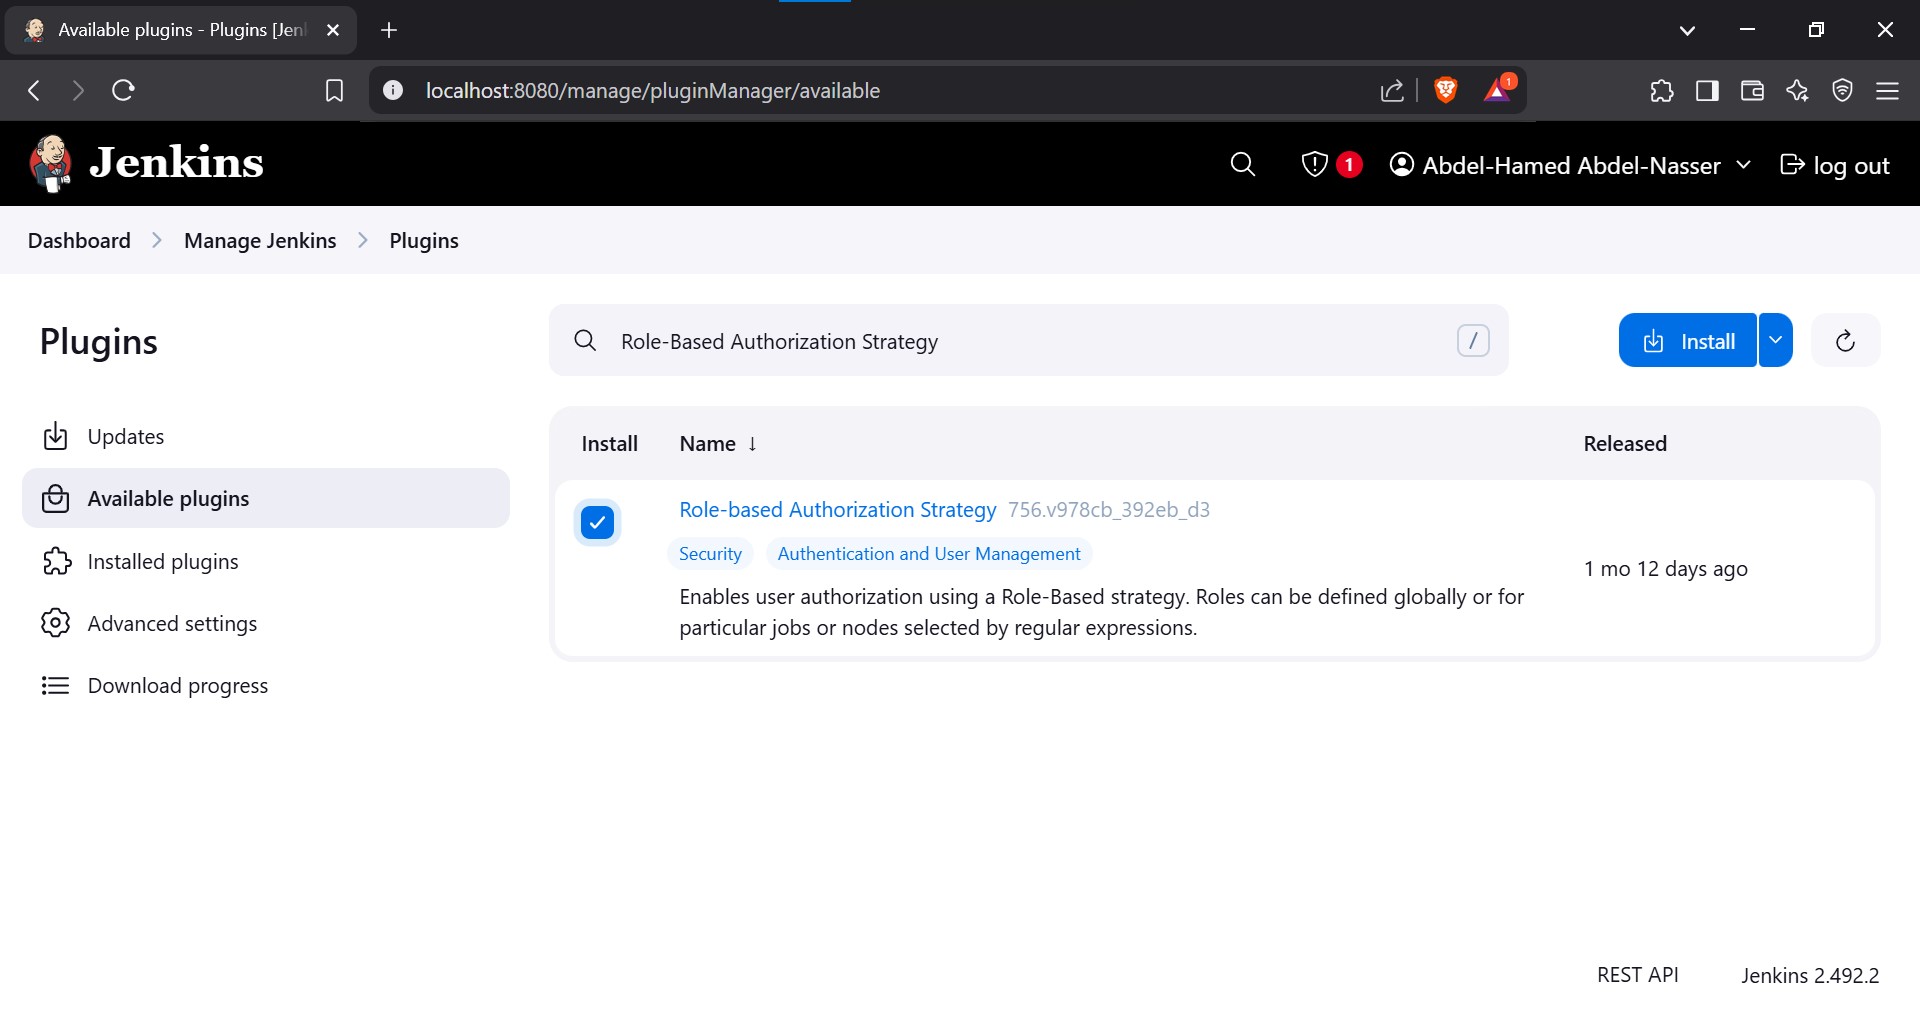 Available plugins - Plugins [Jen
localhost:8080/manage/pluginManager/available
1
Jenkins
1
Abdel-Hamed Abdel-Nasser
log out
Dashboard
Manage Jenkins
Plugins
Plugins
Role-Based Authorization Strategy
/
Install
Updates
Available plugins
Installed plugins
Advanced settings
Download progress
Install
Name ↓
Released
Role-based Authorization Strategy 756.v978cb_392eb_d3
Security
Authentication and User Management
Enables user authorization using a Role-Based strategy. Roles can be defined globally or for
particular jobs or nodes selected by regular expressions.
1 mo 12 days ago
REST API
Jenkins 2.492.2